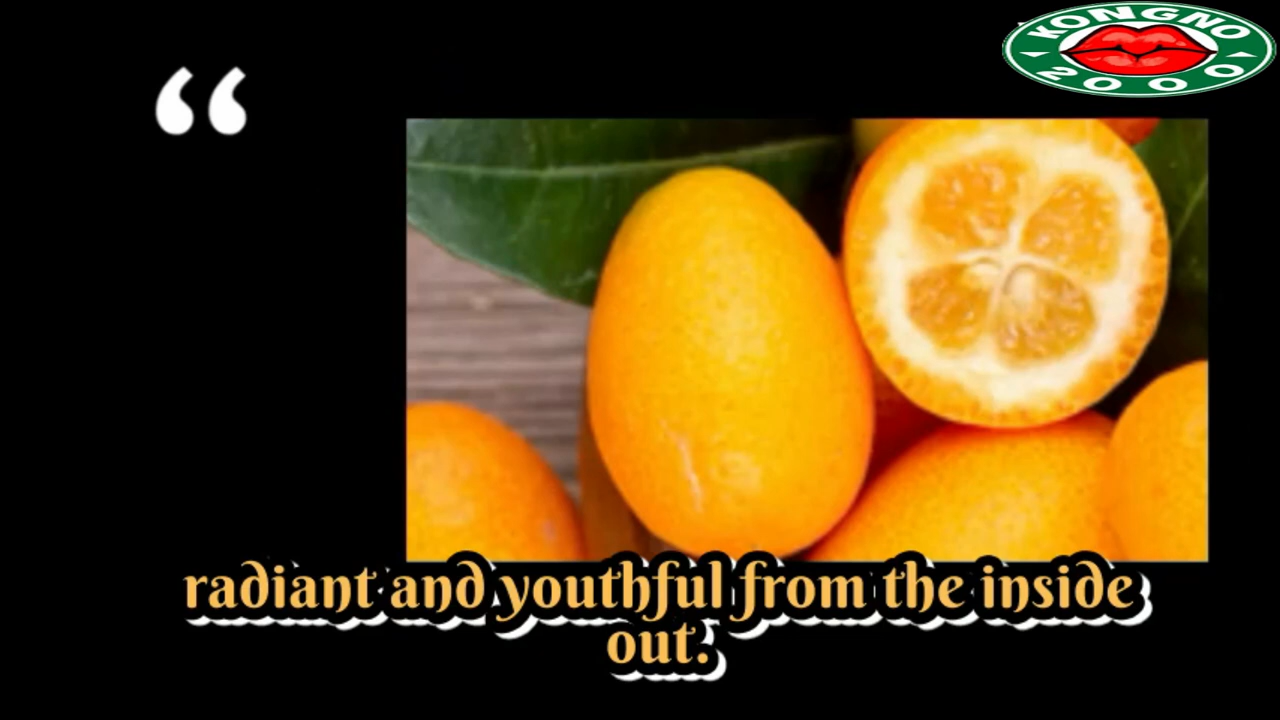 KONGNO
2000
“
radiant and youthful from the inside
out.